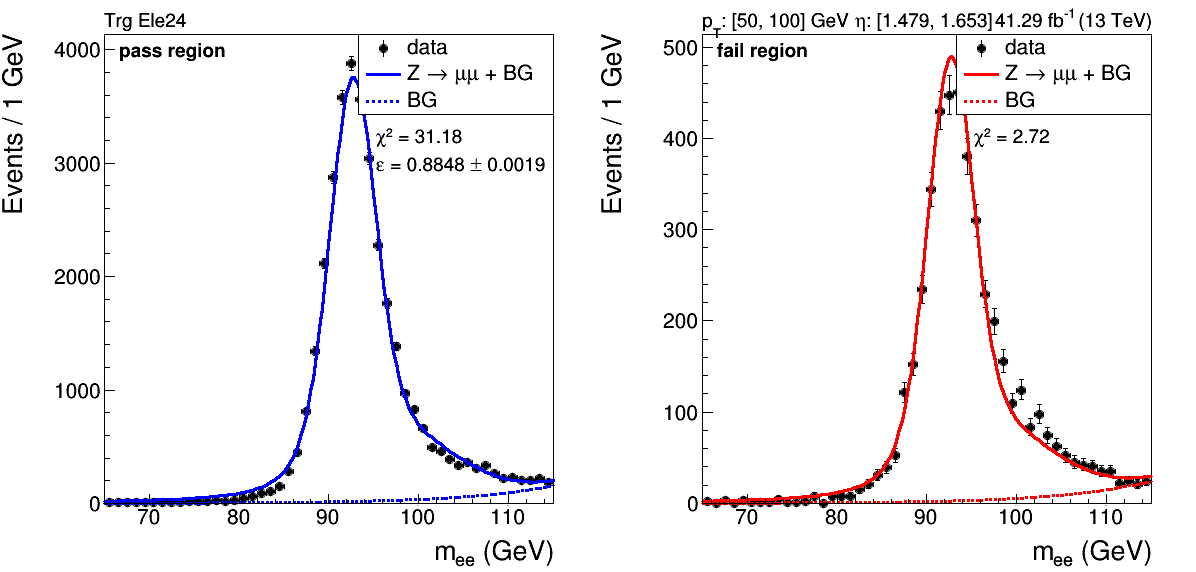 Trg Ele24
pass region
data
Z → μμ + BG
BG
χ² = 31.18
ε = 0.8848 ± 0.0019
Events / 1 GeV
4000
3000
2000
1000
0
70 80 90 100 110
mee (GeV)
pT: [50, 100] GeV η: [1.479, 1.653] 41.29 fb⁻¹ (13 TeV)
fail region
data
Z → μμ + BG
BG
χ² = 2.72
Events / 1 GeV
500
400
300
200
100
0
70 80 90 100 110
mee (GeV)